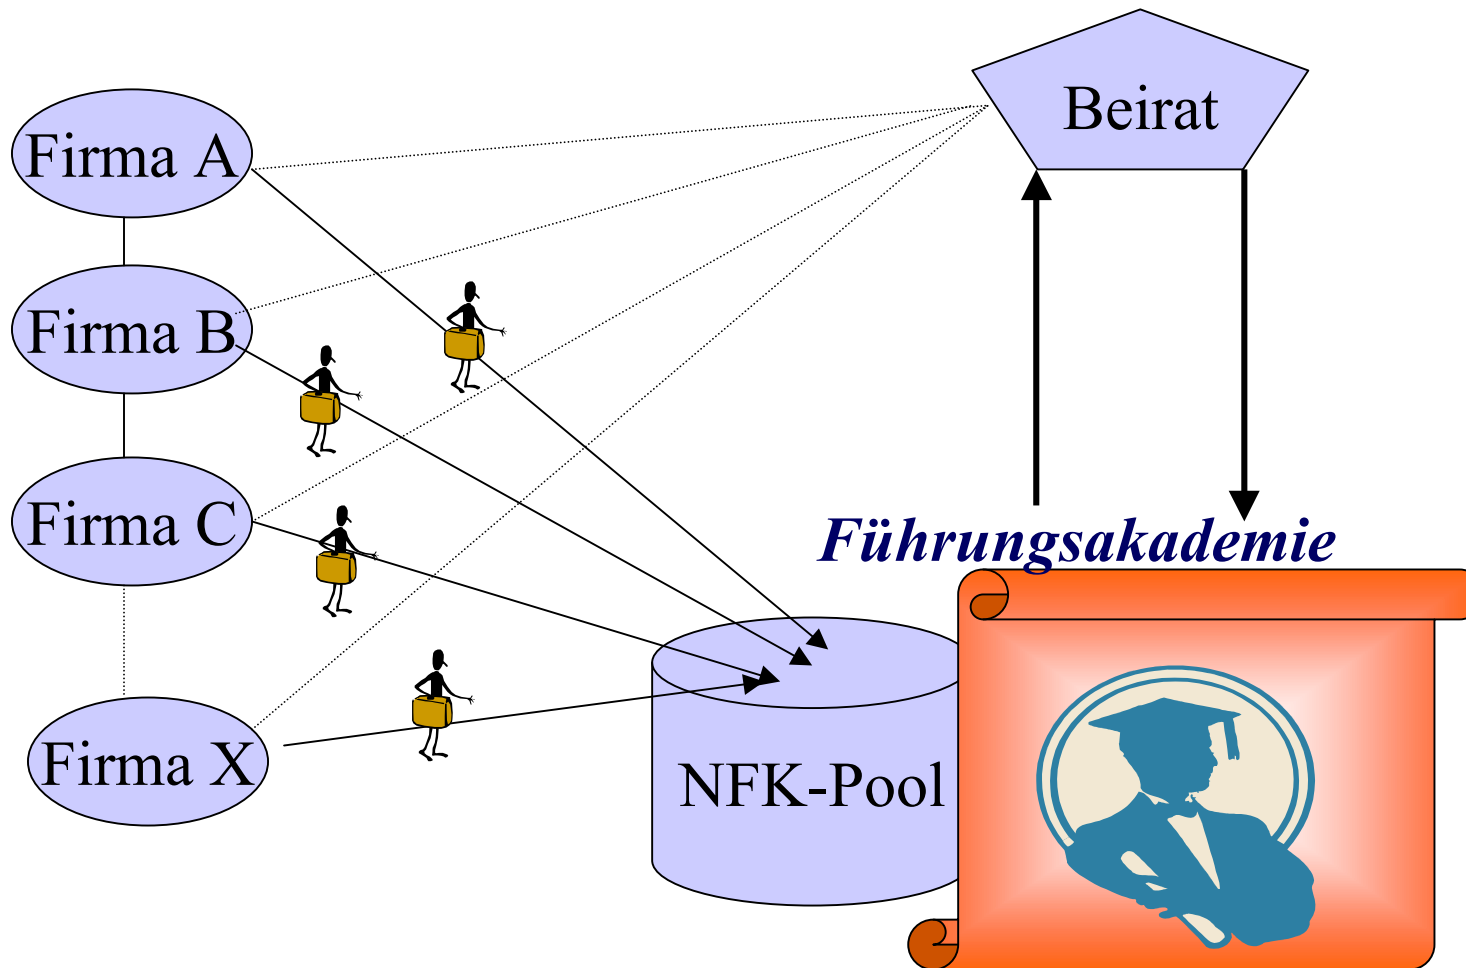 Beirat
Firma A
Firma B
Firma C
Führungsakademie
Firma X
NFK-Pool